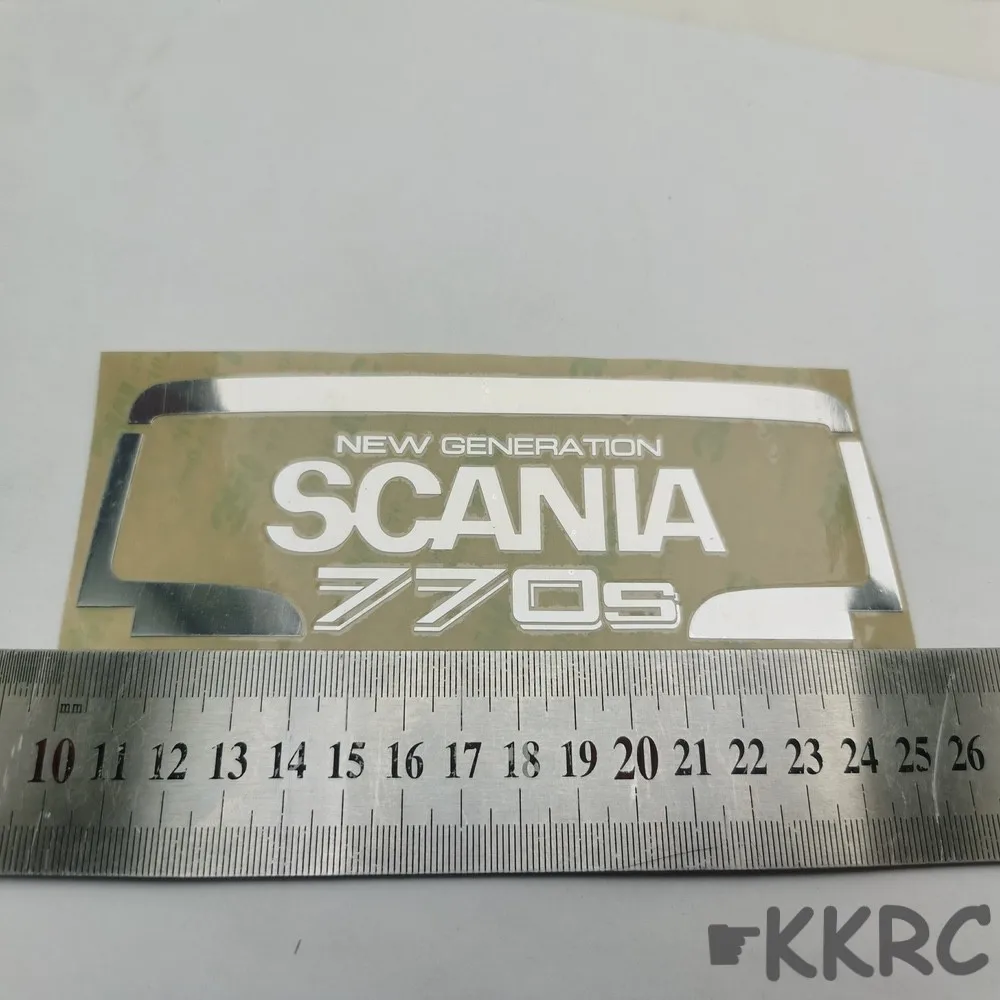 NEW GENERATION
SCANIA
770s
mm
10 11 12 13 14 15 16 17 18 19 20 21 22 23 24 25 26
☛KKRC